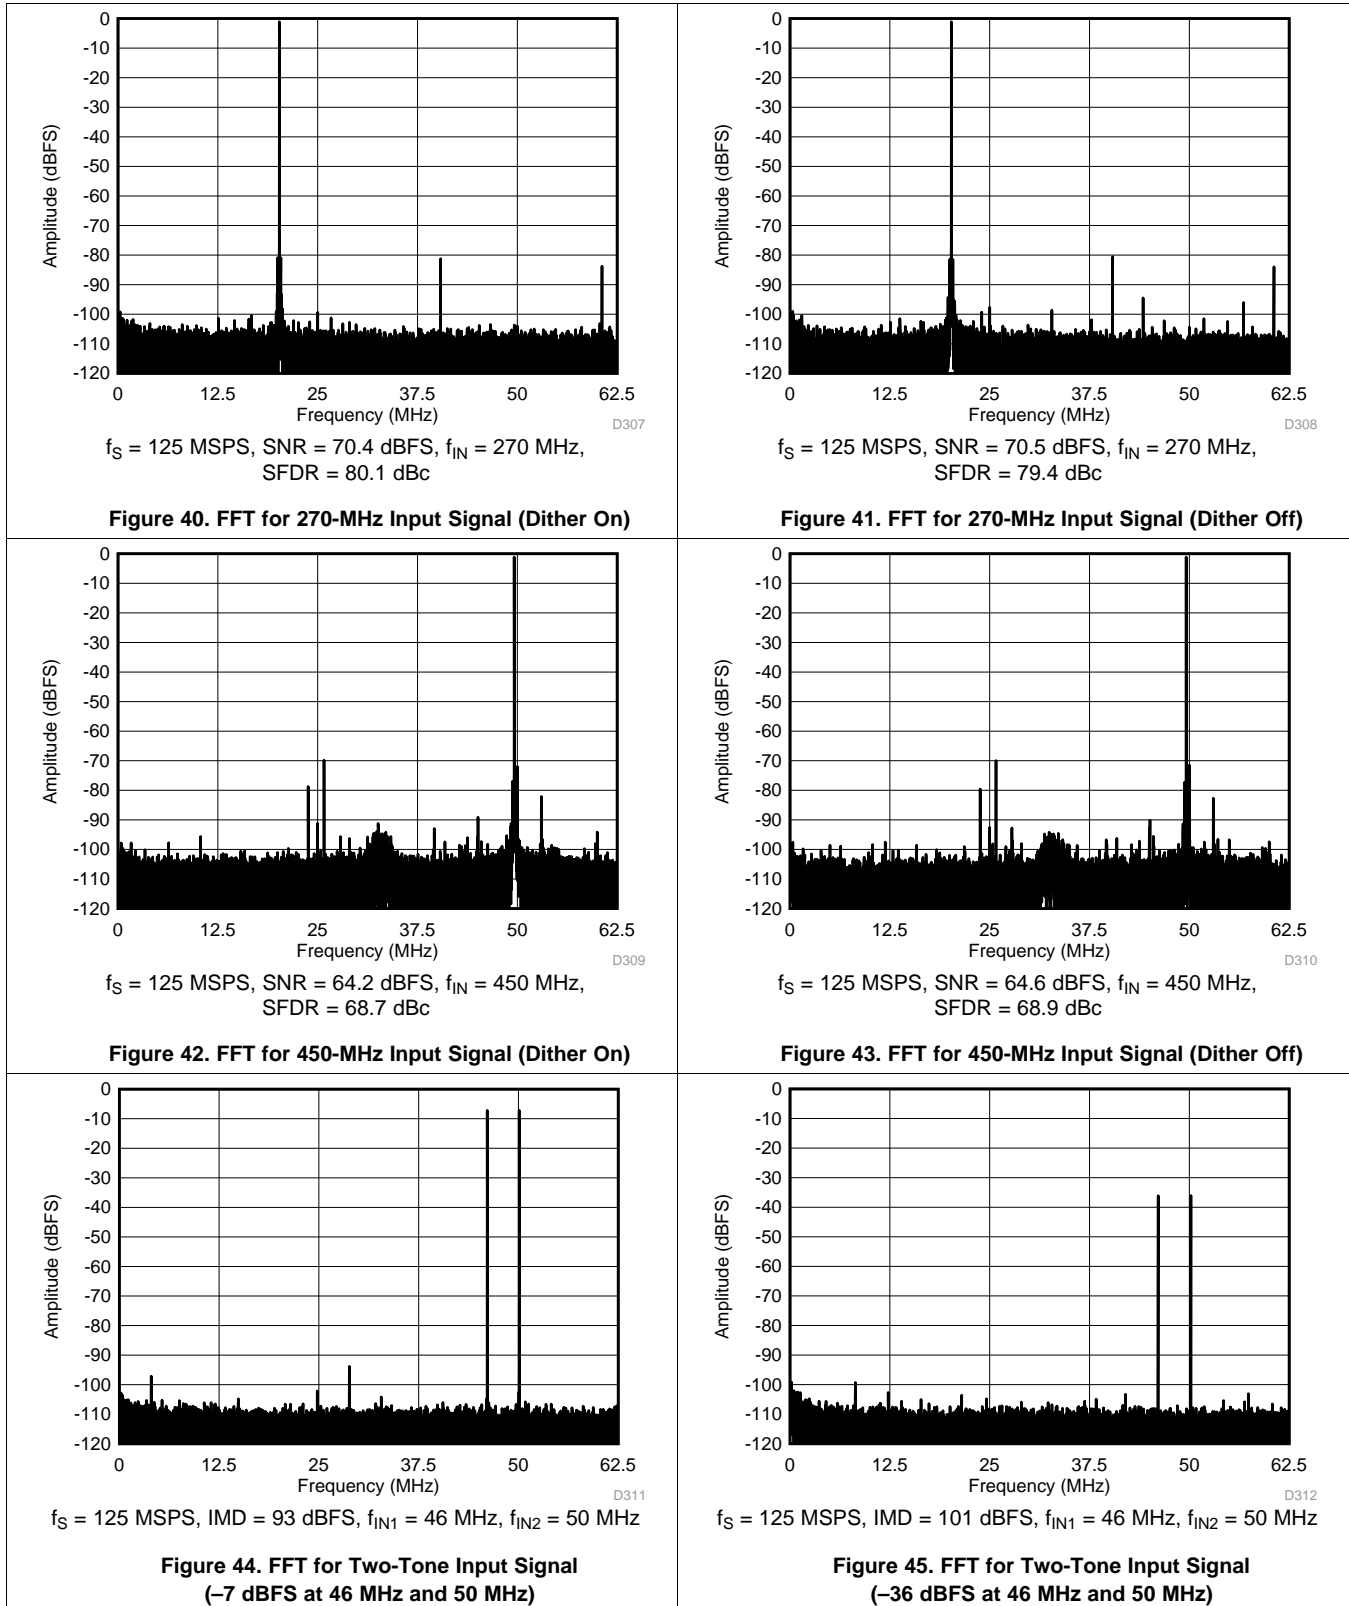 0
-10
-20
-30
-40
-50
-60
-70
-80
-90
-100
-110
-120
Amplitude (dBFS)
0 12.5 25 37.5 50 62.5
Frequency (MHz)
D307
fS = 125 MSPS, SNR = 70.4 dBFS, fIN = 270 MHz,
SFDR = 80.1 dBc
Figure 40. FFT for 270-MHz Input Signal (Dither On)
0
-10
-20
-30
-40
-50
-60
-70
-80
-90
-100
-110
-120
Amplitude (dBFS)
0 12.5 25 37.5 50 62.5
Frequency (MHz)
D308
fS = 125 MSPS, SNR = 70.5 dBFS, fIN = 270 MHz,
SFDR = 79.4 dBc
Figure 41. FFT for 270-MHz Input Signal (Dither Off)
0
-10
-20
-30
-40
-50
-60
-70
-80
-90
-100
-110
-120
Amplitude (dBFS)
0 12.5 25 37.5 50 62.5
Frequency (MHz)
D309
fS = 125 MSPS, SNR = 64.2 dBFS, fIN = 450 MHz,
SFDR = 68.7 dBc
Figure 42. FFT for 450-MHz Input Signal (Dither On)
0
-10
-20
-30
-40
-50
-60
-70
-80
-90
-100
-110
-120
Amplitude (dBFS)
0 12.5 25 37.5 50 62.5
Frequency (MHz)
D310
fS = 125 MSPS, SNR = 64.6 dBFS, fIN = 450 MHz,
SFDR = 68.9 dBc
Figure 43. FFT for 450-MHz Input Signal (Dither Off)
0
-10
-20
-30
-40
-50
-60
-70
-80
-90
-100
-110
-120
Amplitude (dBFS)
0 12.5 25 37.5 50 62.5
Frequency (MHz)
D311
fS = 125 MSPS, IMD = 93 dBFS, fIN1 = 46 MHz, fIN2 = 50 MHz
Figure 44. FFT for Two-Tone Input Signal
(–7 dBFS at 46 MHz and 50 MHz)
0
-10
-20
-30
-40
-50
-60
-70
-80
-90
-100
-110
-120
Amplitude (dBFS)
0 12.5 25 37.5 50 62.5
Frequency (MHz)
D312
fS = 125 MSPS, IMD = 101 dBFS, fIN1 = 46 MHz, fIN2 = 50 MHz
Figure 45. FFT for Two-Tone Input Signal
(–36 dBFS at 46 MHz and 50 MHz)